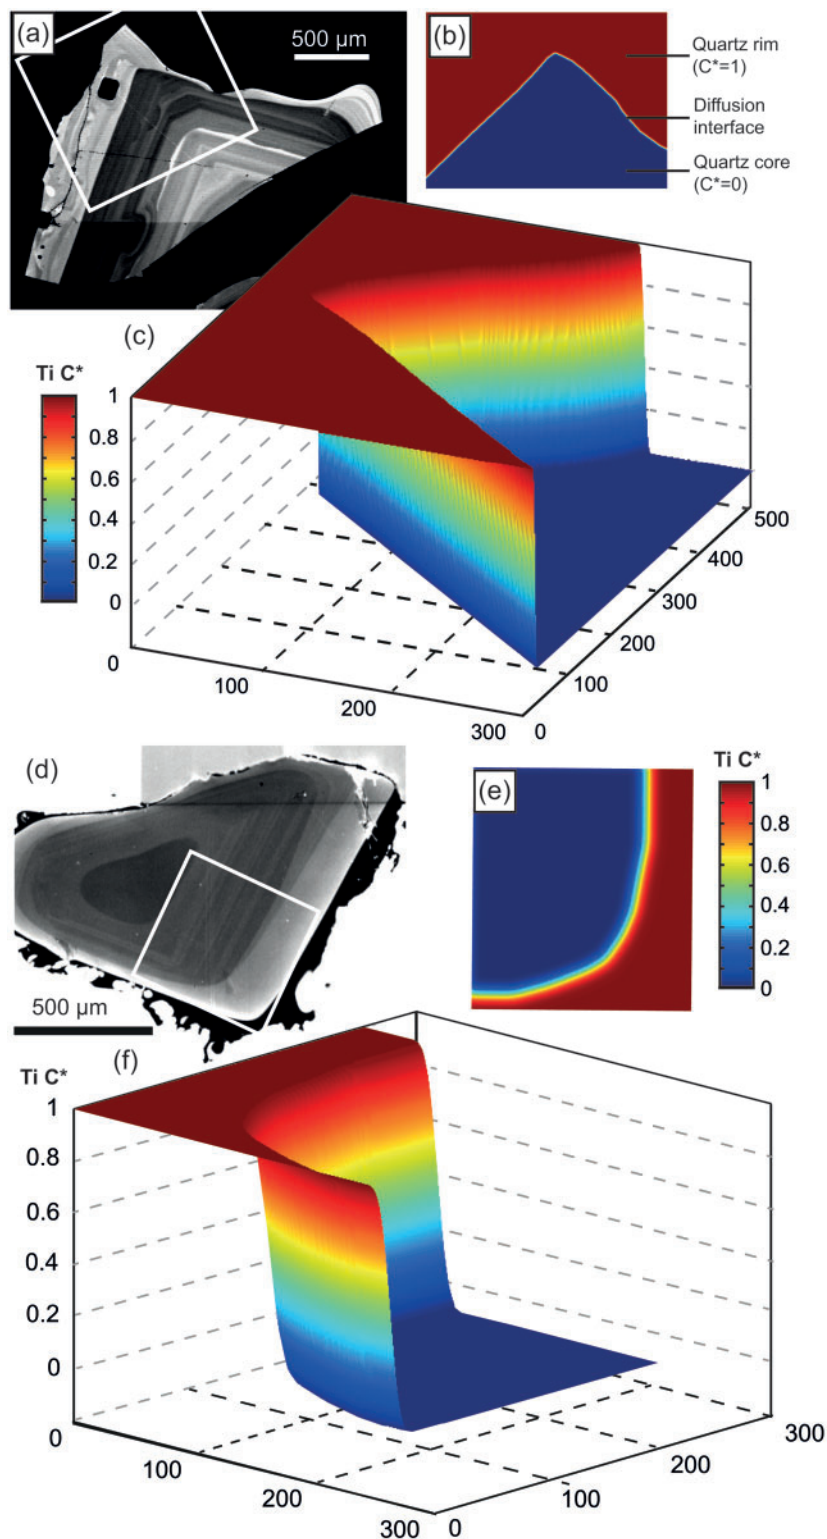 (a)
500 µm
(b)
Quartz rim
(C*=1)
Diffusion
interface
Quartz core
(C*=0)
(c)
Ti C*
1
0.8
0.6
0.4
0.2
0
0
100
200
300
0
100
200
300
400
500
(d)
500 µm
(e)
Ti C*
1
0.8
0.6
0.4
0.2
0
(f)
Ti C*
1
0.8
0.6
0.4
0.2
0
0
100
200
300
0
100
200
300